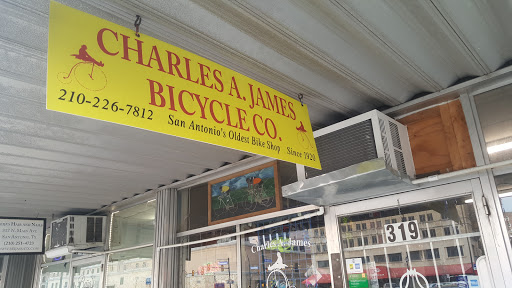 CHARLES A. JAMES
BICYCLE CO.
210-226-7812
San Antonio's Oldest Bike Shop Since 1920
Charles A. James
319